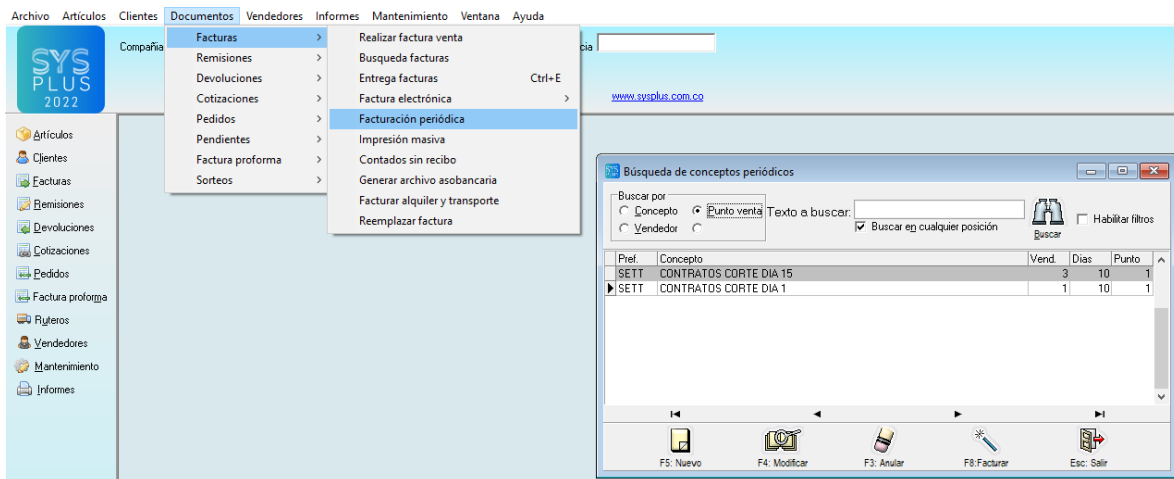 Archivo Artículos Clientes Documentos Vendedores Informes Mantenimiento Ventana Ayuda
SYS
PLUS
2022
Compañia
cia
www.sysplus.com.co
Facturas
Remisiones
Devoluciones
Cotizaciones
Pedidos
Pendientes
Factura proforma
Sorteos
Realizar factura venta
Busqueda facturas
Entrega facturas Ctrl+E
Factura electrónica
Facturación periódica
Impresión masiva
Contados sin recibo
Generar archivo asobancaria
Facturar alquiler y transporte
Reemplazar factura
Artículos
Clientes
Facturas
Remisiones
Devoluciones
Cotizaciones
Pedidos
Factura proforma
Ruteros
Vendedores
Mantenimiento
Informes
Búsqueda de conceptos periódicos
Buscar por
Concepto Punto venta Texto a buscar:
Vendedor Buscar en cualquier posición
Buscar
Habilitar filtros
Pref. Concepto Vend. Dias Punto
SETT CONTRATOS CORTE DIA 15 3 10 1
SETT CONTRATOS CORTE DIA 1 1 10 1
F5: Nuevo F4: Modificar F3: Anular F8:Facturar Esc: Salir